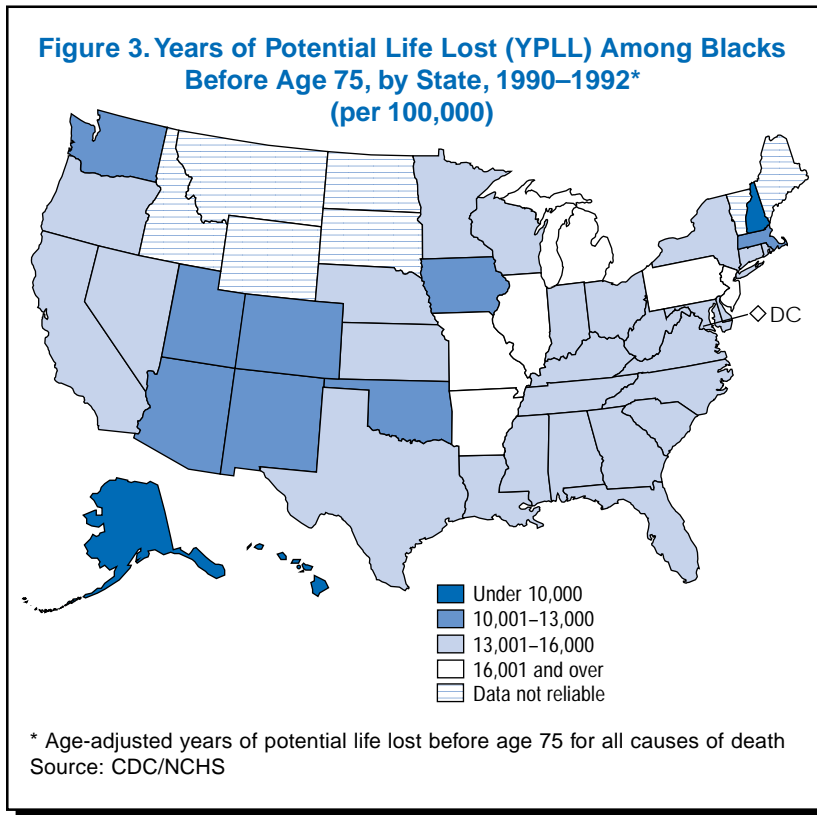 Figure 3. Years of Potential Life Lost (YPLL) Among Blacks
Before Age 75, by State, 1990–1992*
(per 100,000)
DC
Under 10,000
10,001–13,000
13,001–16,000
16,001 and over
Data not reliable
* Age-adjusted years of potential life lost before age 75 for all causes of death
Source: CDC/NCHS